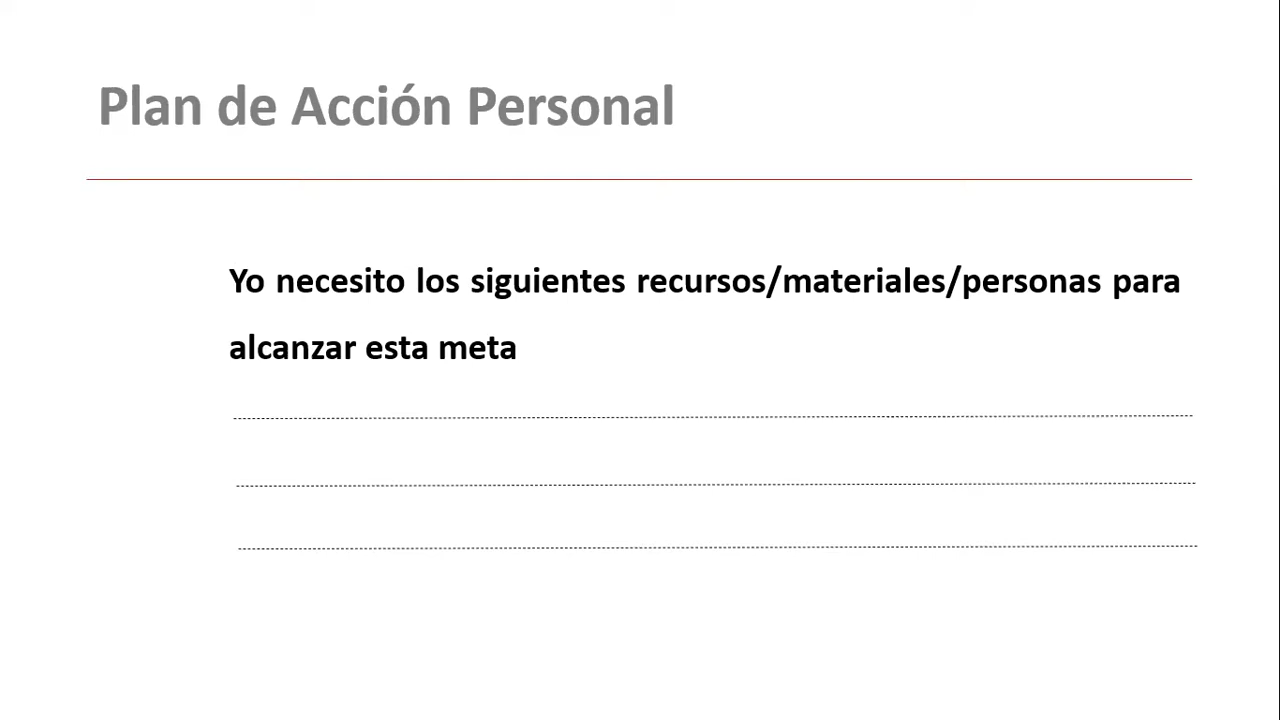 Plan de Acción Personal
Yo necesito los siguientes recursos/materiales/personas para
alcanzar esta meta